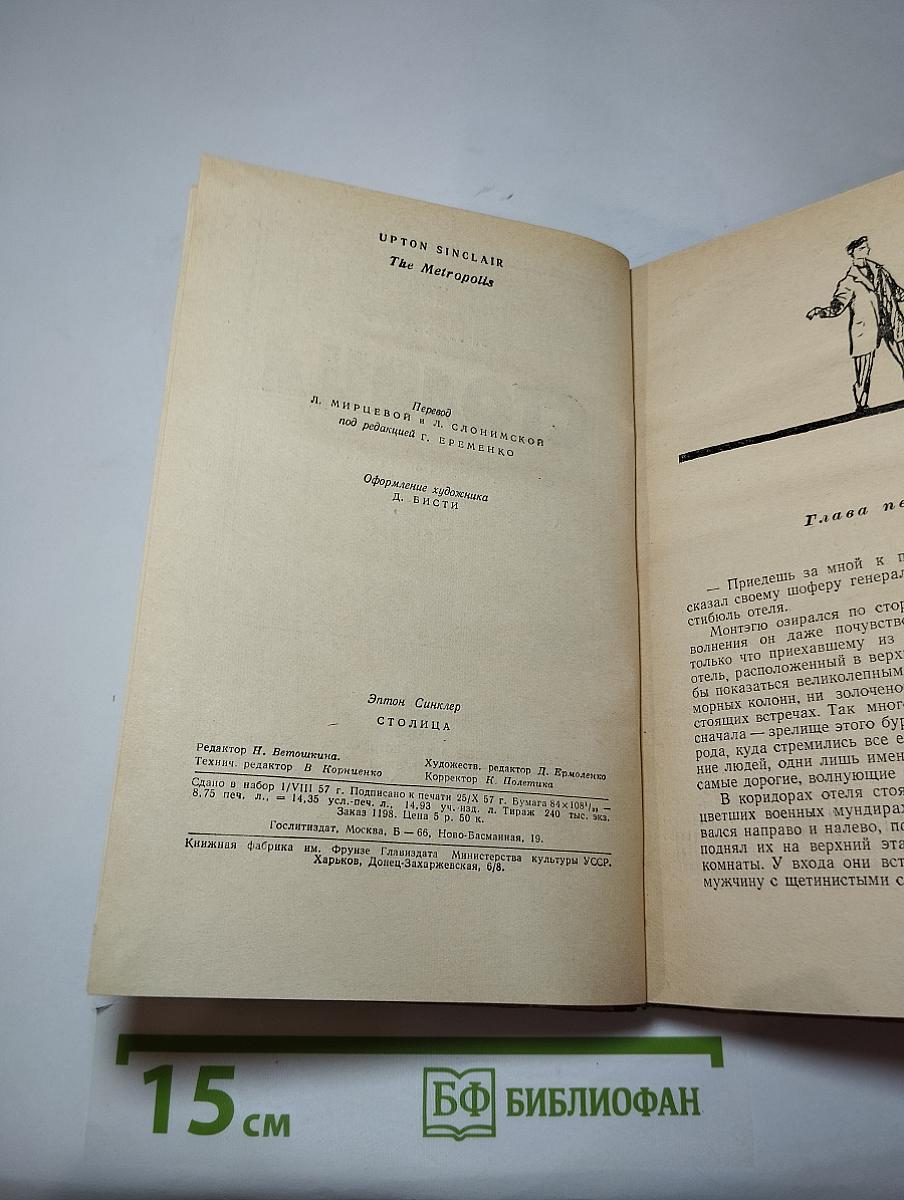 UPTON SINCLAIR
The Metropolis
Перевод
Л. МИРЦЕВОЙ и Л. СЛОНИМСКОЙ
под редакцией Г. ЕРЕМЕНКО
Оформление художника
Д. БИСТИ
Эптон Синклер
СТОЛИЦА
Редактор Н. Ветошкина.
Художеств. редактор Д. Ермоленко
Технич. редактор В Корниенко
Корректор К. Полетика
Сдано в набор 1/VIII 57 г. Подписано к печати 25/X 57 г. Бумага 84×108¹/₃₂ —
8,75 печ. л., = 14,35 усл.-печ. л., 14,93 уч.-изд. л. Тираж 240 тыс. экз.
Заказ 1198. Цена 5 р. 50 к.
Гослитиздат, Москва, Б — 66, Ново-Басманная, 19.
Книжная фабрика им. Фрунзе Главиздата Министерства культуры УССР.
Харьков, Донец-Захаржевская, 6/8.
Глава пе
— Приедешь за мной к п
сказал своему шоферу генерал
стибюль отеля.
Монтэгю озирался по стор
волнения он даже почувство
только что приехавшему из
отель, расположенный в верхн
бы показаться великолепным
морных колонн, ни золочено
стоящих встречах. Так мног
сначала — зрелище этого бур
рода, куда стремились все е
ние людей, одни лишь имен
самые дорогие, волнующие
В коридорах отеля стоя
цветших военных мундирах
вался направо и налево, по
поднял их на верхний эта
комнаты. У входа они вст
мужчину с щетинистыми с
15 см
БФ БИБЛИОФАН